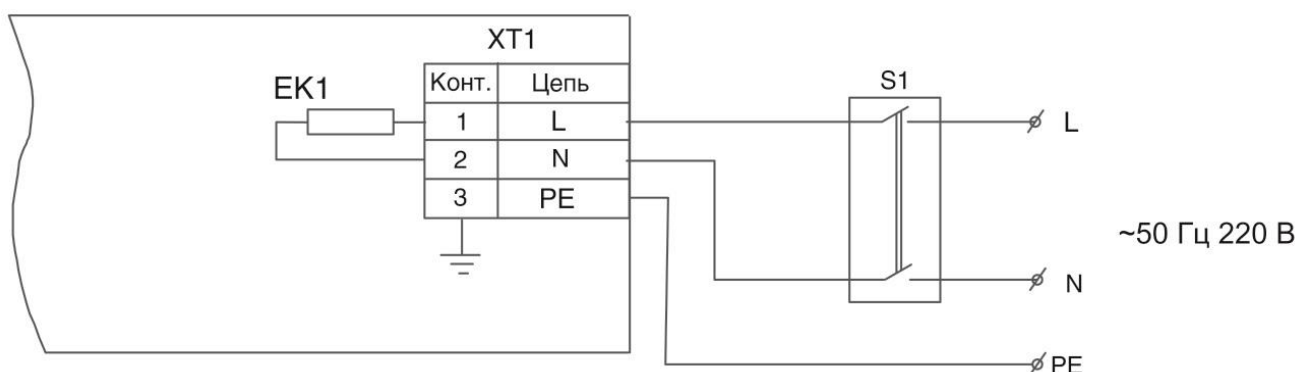 XT1
EK1
Конт. Цепь
1 L
2 N
3 PE
S1
L
N
PE
~50 Гц 220 В